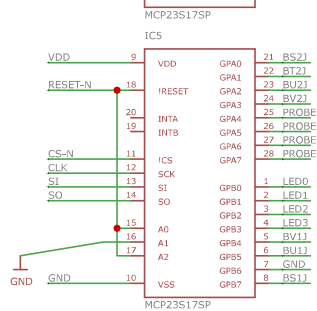 MCP23S17SP
IC5
VDD 9 VDD GPA0 21 BS2J
GPA1 22 BT2J
RESET-N 18 !RESET GPA2 23 BU2J
GPA3 24 BV2J
20 INTA GPA4 25 PROBE
19 INTB GPA5 26 PROBE
GPA6 27 PROBE
CS-N 11 !CS GPA7 28 PROBE
CLK 12 SCK
SI 13 SI GPB0 1 LED0
SO 14 SO GPB1 2 LED1
GPB2 3 LED2
15 A0 GPB3 4 LED3
16 A1 GPB4 5 BV1J
17 A2 GPB5 6 BU1J
GPB6 7 GND
GND 10 VSS GPB7 8 BS1J
GND
MCP23S17SP